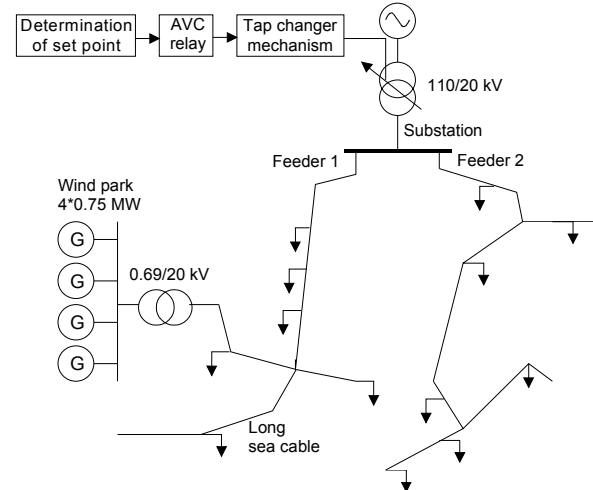 Determination
of set point
AVC
relay
Tap changer
mechanism
110/20 kV
Substation
Feeder 1
Feeder 2
Wind park
4*0.75 MW
G
0.69/20 kV
G
G
G
Long
sea cable